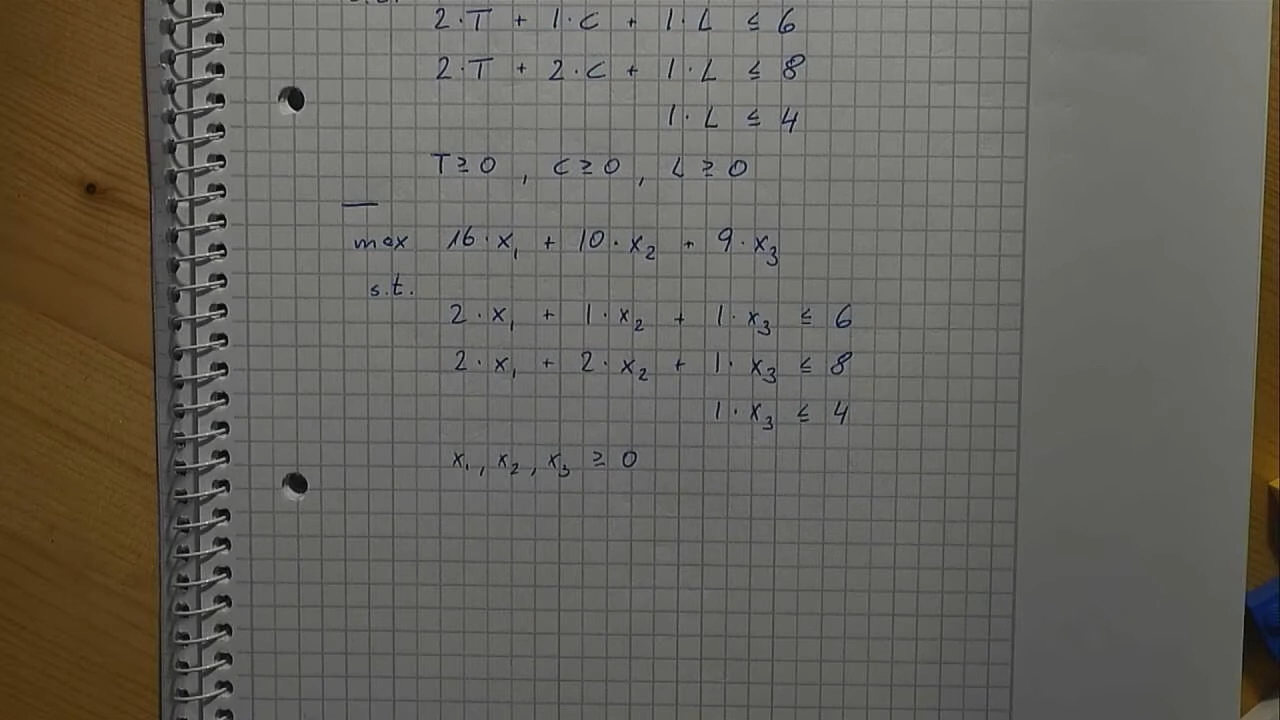 2·T + 1·C + 1·L ≤ 6
2·T + 2·C + 1·L ≤ 8
1·L ≤ 4
T ≥ 0 , C ≥ 0 , L ≥ 0
max 16·x₁ + 10·x₂ + 9·x₃
s.t.
2·x₁ + 1·x₂ + 1·x₃ ≤ 6
2·x₁ + 2·x₂ + 1·x₃ ≤ 8
1·x₃ ≤ 4
x₁, x₂, x₃ ≥ 0